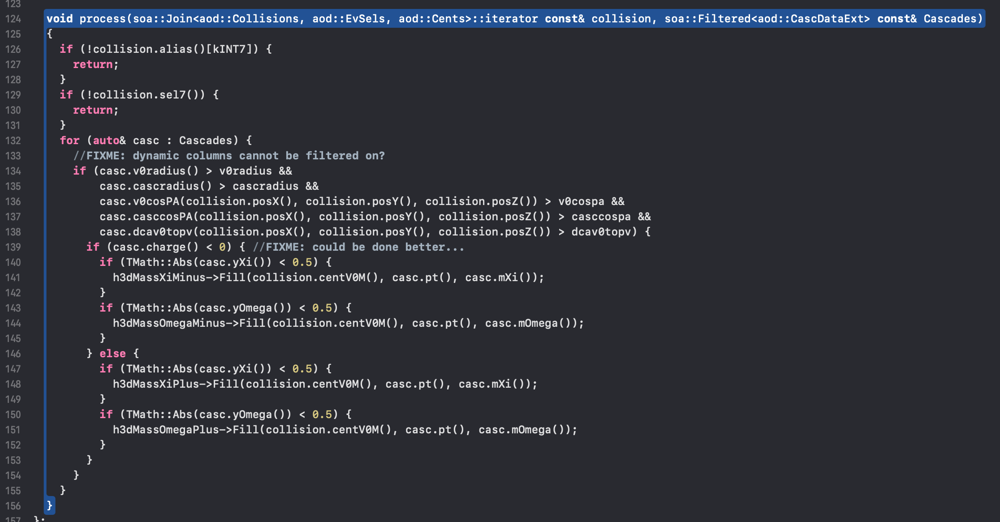 123
124 void process(soa::Join<aod::Collisions, aod::EvSels, aod::Cents>::iterator const& collision, soa::Filtered<aod::CascDataExt> const& Cascades)
125 {
126   if (!collision.alias()[kINT7]) {
127     return;
128   }
129   if (!collision.sel7()) {
130     return;
131   }
132   for (auto& casc : Cascades) {
133     //FIXME: dynamic columns cannot be filtered on?
134     if (casc.v0radius() > v0radius &&
135         casc.cascradius() > cascradius &&
136         casc.v0cosPA(collision.posX(), collision.posY(), collision.posZ()) > v0cospa &&
137         casc.casccosPA(collision.posX(), collision.posY(), collision.posZ()) > casccospa &&
138         casc.dcav0topv(collision.posX(), collision.posY(), collision.posZ()) > dcav0topv) {
139       if (casc.charge() < 0) { //FIXME: could be done better...
140         if (TMath::Abs(casc.yXi()) < 0.5) {
141           h3dMassXiMinus->Fill(collision.centV0M(), casc.pt(), casc.mXi());
142         }
143         if (TMath::Abs(casc.yOmega()) < 0.5) {
144           h3dMassOmegaMinus->Fill(collision.centV0M(), casc.pt(), casc.mOmega());
145         }
146       } else {
147         if (TMath::Abs(casc.yXi()) < 0.5) {
148           h3dMassXiPlus->Fill(collision.centV0M(), casc.pt(), casc.mXi());
149         }
150         if (TMath::Abs(casc.yOmega()) < 0.5) {
151           h3dMassOmegaPlus->Fill(collision.centV0M(), casc.pt(), casc.mOmega());
152         }
153       }
154     }
155   }
156 }
157 };